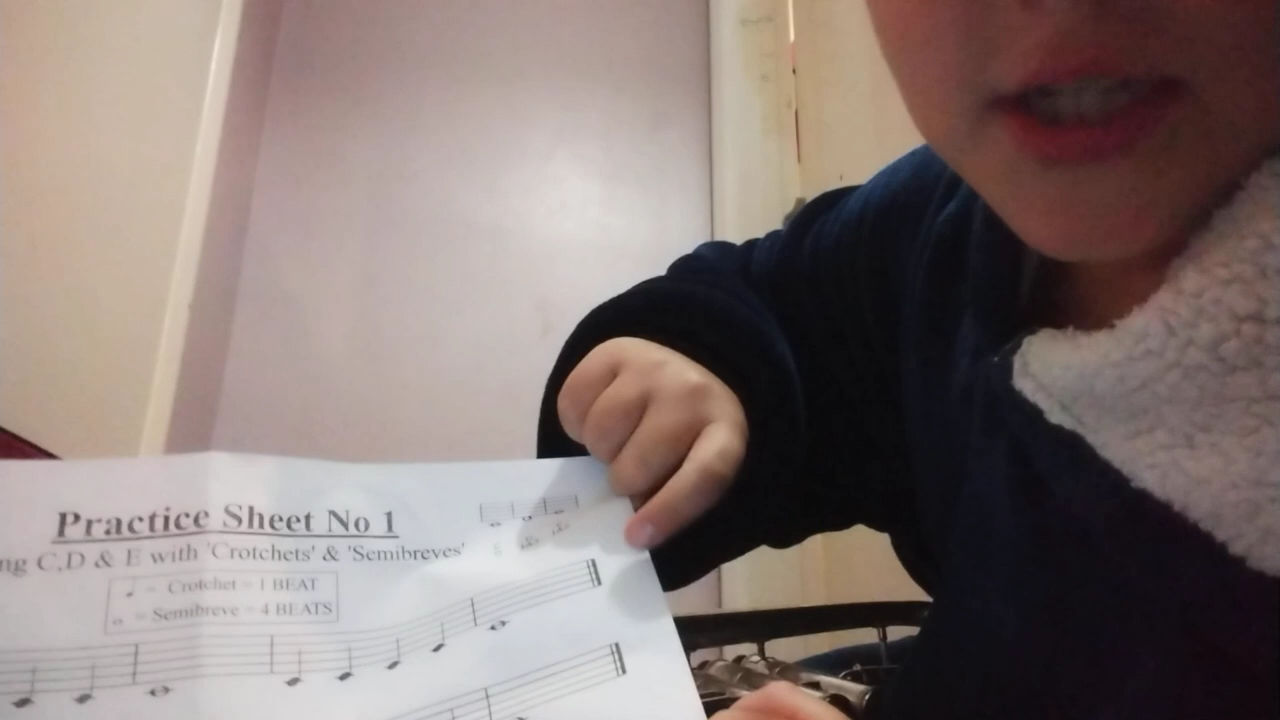 Practice Sheet No 1
ng C,D & E with 'Crotchets' & 'Semibreves'
= Crotchet = 1 BEAT
= Semibreve = 4 BEATS